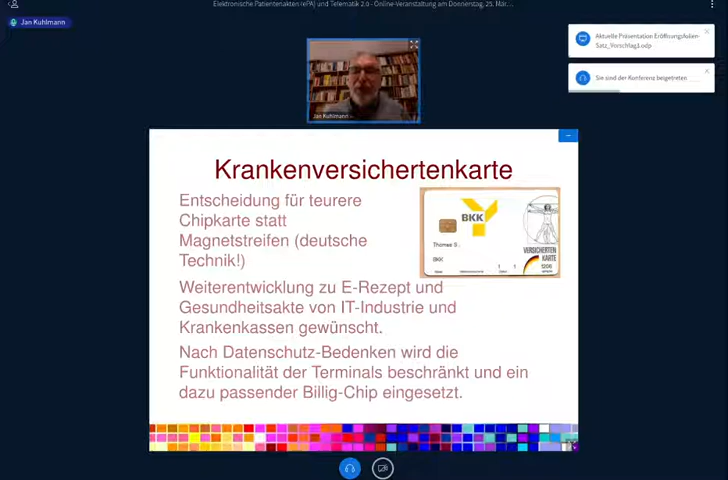 Elektronische Patientenakten (ePA) und Telematik 2.0 - Online-Veranstaltung am Donnerstag, 25. Mär...
Jan Kuhlmann
Aktuelle Präsentation
Sie sind der Konferenz beigetreten
Jan Kuhlmann
Krankenversichertenkarte
Entscheidung für teurere
Chipkarte statt
Magnetstreifen (deutsche
Technik!)
BKK
Thomas S.
BKK
VERSICHERTEN
KARTE
Weiterentwicklung zu E-Rezept und
Gesundheitsakte von IT-Industrie und
Krankenkassen gewünscht.
Nach Datenschutz-Bedenken wird die
Funktionalität der Terminals beschränkt und ein
dazu passender Billig-Chip eingesetzt.